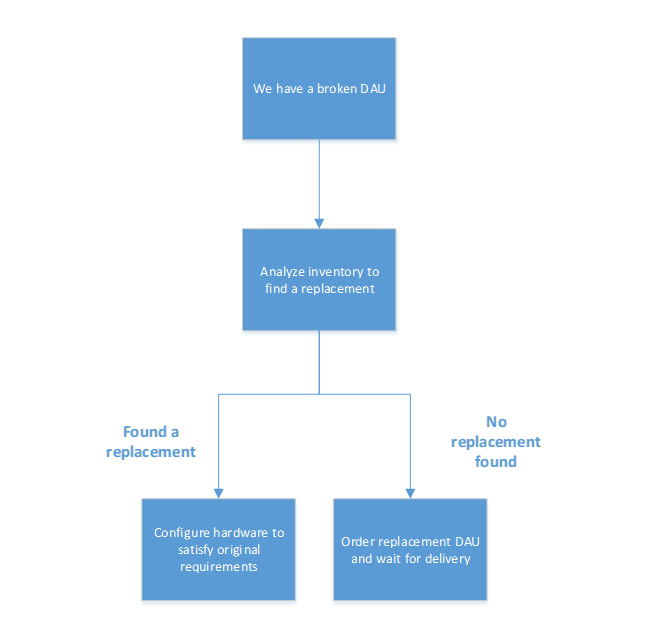 We have a broken DAU
Analyze inventory to
find a replacement
Found a
replacement
No
replacement
found
Configure hardware to
satisfy original
requirements
Order replacement DAU
and wait for delivery